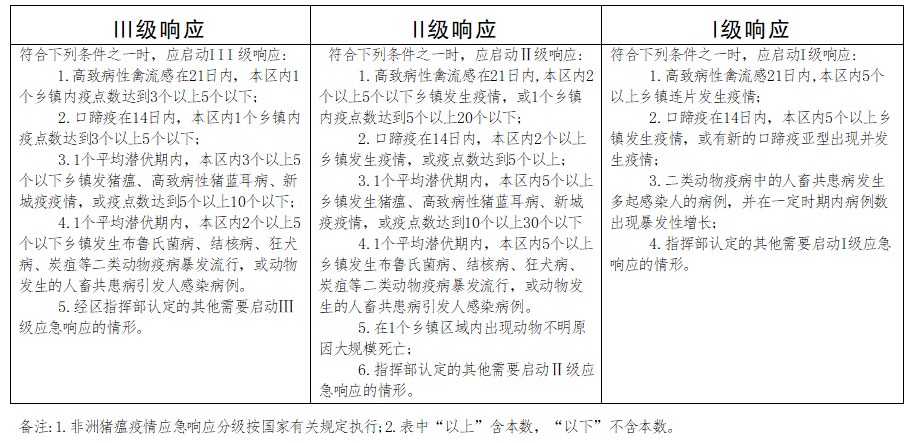 III级响应
符合下列条件之一时，应启动III级响应：
1.高致病性禽流感在21日内，本区内1
个乡镇内疫点数达到3个以上5个以下；
2.口蹄疫在14日内，本区内1个乡镇内
疫点数达到3个以上5个以下；
3.1个平均潜伏期内，本区内3个以上5
个以下乡镇发猪瘟、高致病性猪蓝耳病、新
城疫疫情，或疫点数达到5个以上10个以下；
4.1个平均潜伏期内，本区内2个以上5
个以下乡镇发生布鲁氏菌病、结核病、狂犬
病、炭疽等二类动物疫病暴发流行，或动物
发生的人畜共患病引发人感染病例。
5.经区指挥部认定的其他需要启动Ⅲ
级应急响应的情形。
II级响应
符合下列条件之一时，应启动Ⅱ级响应：
1.高致病性禽流感在21日内,本区内2
个以上5个以下乡镇发生疫情，或1个乡镇
内疫点数达到5个以上20个以下；
2.口蹄疫在14日内，本区内2个以上乡
镇发生疫情，或疫点数达到5个以上；
3.1个平均潜伏期内，本区内5个以上
乡镇发生猪瘟、高致病性猪蓝耳病、新城
疫疫情，或疫点数达到10个以上30个以下
4.1个平均潜伏期内，本区内5个以上
乡镇发生布鲁氏菌病、结核病、狂犬病、
炭疽等二类动物疫病暴发流行，或动物发
生的人畜共患病引发人感染病例。
5.在1个乡镇区域内出现动物不明原
因大规模死亡；
6.指挥部认定的其他需要启动Ⅱ级应
急响应的情形。
I级响应
符合下列条件之一时，应启动I级响应：
1.高致病性禽流感21日内,本区内5个
以上乡镇连片发生疫情；
2.口蹄疫在14日内，本区内5个以上乡
镇发生疫情，或有新的口蹄疫亚型出现并发
生疫情；
3.二类动物疫病中的人畜共患病发生
多起感染人的病例，并在一定时期内病例数
出现暴发性增长；
4.指挥部认定的其他需要启动I级应急
响应的情形。
备注：1.非洲猪瘟疫情应急响应分级按国家有关规定执行；2.表中“以上”含本数，“以下”不含本数。